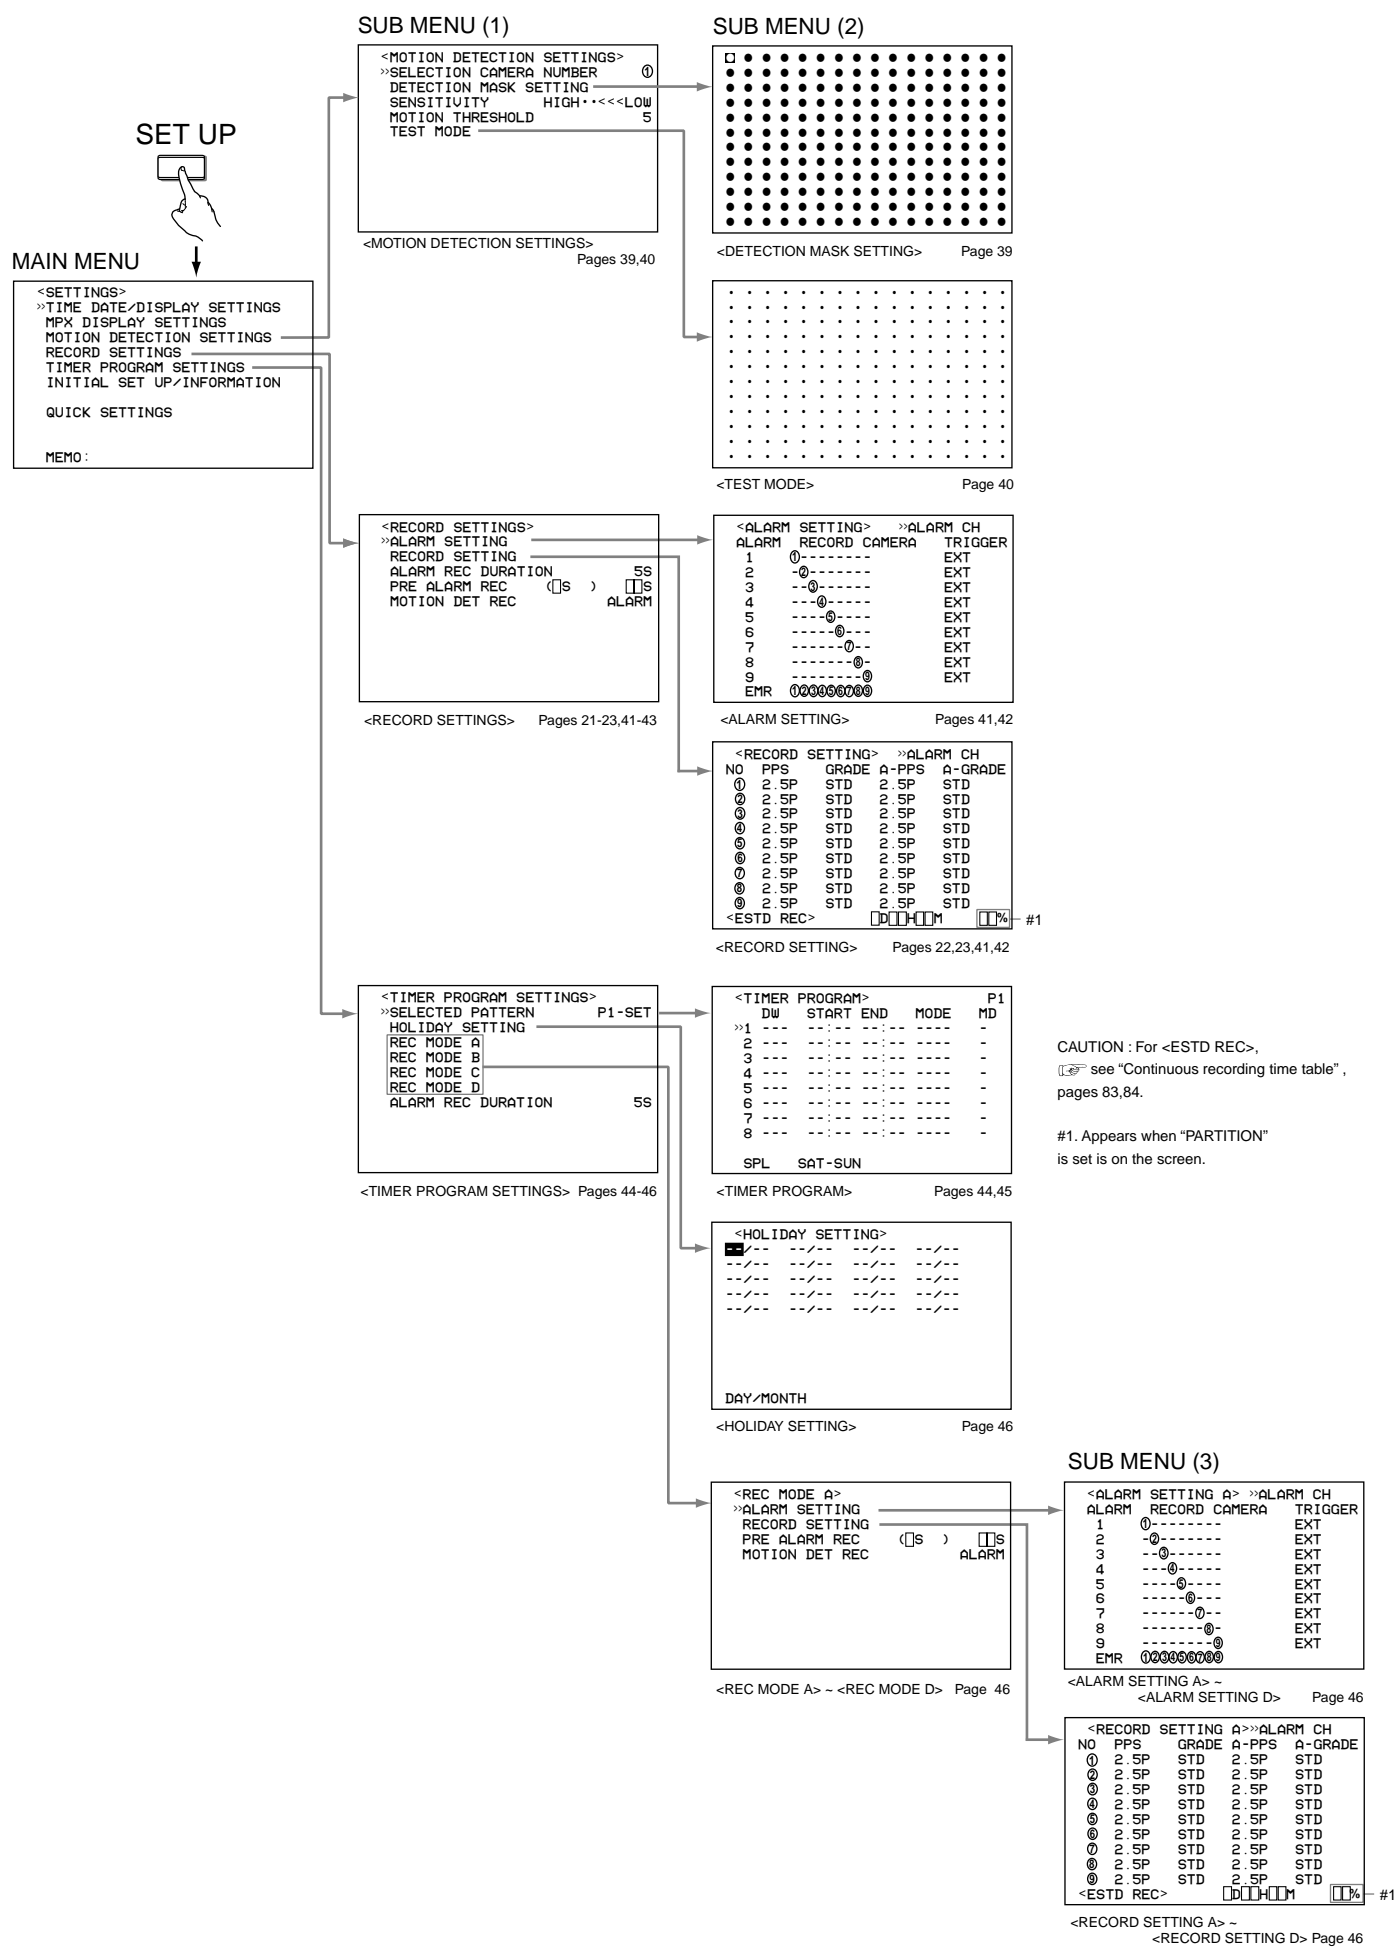 SET UP
MAIN MENU
<SETTINGS>
»TIME DATE/DISPLAY SETTINGS
MPX DISPLAY SETTINGS
MOTION DETECTION SETTINGS
RECORD SETTINGS
TIMER PROGRAM SETTINGS
INITIAL SET UP/INFORMATION
QUICK SETTINGS
MEMO:
SUB MENU (1)
<MOTION DETECTION SETTINGS>
»SELECTION CAMERA NUMBER ①
DETECTION MASK SETTING
SENSITIVITY HIGH··<<<LOW
MOTION THRESHOLD 5
TEST MODE
<MOTION DETECTION SETTINGS>
Pages 39,40
SUB MENU (2)
<DETECTION MASK SETTING> Page 39
<TEST MODE> Page 40
<RECORD SETTINGS>
»ALARM SETTING
RECORD SETTING
ALARM REC DURATION 5S
PRE ALARM REC (□S ) □□S
MOTION DET REC ALARM
<RECORD SETTINGS> Pages 21-23,41-43
<ALARM SETTING> »ALARM CH
ALARM RECORD CAMERA TRIGGER
1 ①-------- EXT
2 -②------- EXT
3 --③------ EXT
4 ---④----- EXT
5 ----⑤---- EXT
6 -----⑥--- EXT
7 ------⑦-- EXT
8 -------⑧- EXT
9 --------⑨ EXT
EMR ①②③④⑤⑥⑦⑧⑨
<ALARM SETTING> Pages 41,42
<RECORD SETTING> »ALARM CH
NO PPS GRADE A-PPS A-GRADE
① 2.5P STD 2.5P STD
② 2.5P STD 2.5P STD
③ 2.5P STD 2.5P STD
④ 2.5P STD 2.5P STD
⑤ 2.5P STD 2.5P STD
⑥ 2.5P STD 2.5P STD
⑦ 2.5P STD 2.5P STD
⑧ 2.5P STD 2.5P STD
⑨ 2.5P STD 2.5P STD
<ESTD REC> □D□□H□□M □□% #1
<RECORD SETTING> Pages 22,23,41,42
<TIMER PROGRAM SETTINGS>
»SELECTED PATTERN P1-SET
HOLIDAY SETTING
REC MODE A
REC MODE B
REC MODE C
REC MODE D
ALARM REC DURATION 5S
<TIMER PROGRAM SETTINGS> Pages 44-46
<TIMER PROGRAM> P1
DW START END MODE MD
»1 --- --:-- --:-- ---- -
2 --- --:-- --:-- ---- -
3 --- --:-- --:-- ---- -
4 --- --:-- --:-- ---- -
5 --- --:-- --:-- ---- -
6 --- --:-- --:-- ---- -
7 --- --:-- --:-- ---- -
8 --- --:-- --:-- ---- -
SPL SAT-SUN
<TIMER PROGRAM> Pages 44,45
CAUTION : For <ESTD REC>,
see “Continuous recording time table” ,
pages 83,84.
#1. Appears when “PARTITION”
is set is on the screen.
<HOLIDAY SETTING>
--/-- --/-- --/-- --/--
--/-- --/-- --/-- --/--
--/-- --/-- --/-- --/--
--/-- --/-- --/-- --/--
--/-- --/-- --/-- --/--
DAY/MONTH
<HOLIDAY SETTING> Page 46
<REC MODE A>
»ALARM SETTING
RECORD SETTING
PRE ALARM REC (□S ) □□S
MOTION DET REC ALARM
<REC MODE A> ~ <REC MODE D> Page 46
SUB MENU (3)
<ALARM SETTING A> »ALARM CH
ALARM RECORD CAMERA TRIGGER
1 ①-------- EXT
2 -②------- EXT
3 --③------ EXT
4 ---④----- EXT
5 ----⑤---- EXT
6 -----⑥--- EXT
7 ------⑦-- EXT
8 -------⑧- EXT
9 --------⑨ EXT
EMR ①②③④⑤⑥⑦⑧⑨
<ALARM SETTING A> ~
<ALARM SETTING D> Page 46
<RECORD SETTING A>»ALARM CH
NO PPS GRADE A-PPS A-GRADE
① 2.5P STD 2.5P STD
② 2.5P STD 2.5P STD
③ 2.5P STD 2.5P STD
④ 2.5P STD 2.5P STD
⑤ 2.5P STD 2.5P STD
⑥ 2.5P STD 2.5P STD
⑦ 2.5P STD 2.5P STD
⑧ 2.5P STD 2.5P STD
⑨ 2.5P STD 2.5P STD
<ESTD REC> □D□□H□□M □□% #1
<RECORD SETTING A> ~
<RECORD SETTING D> Page 46